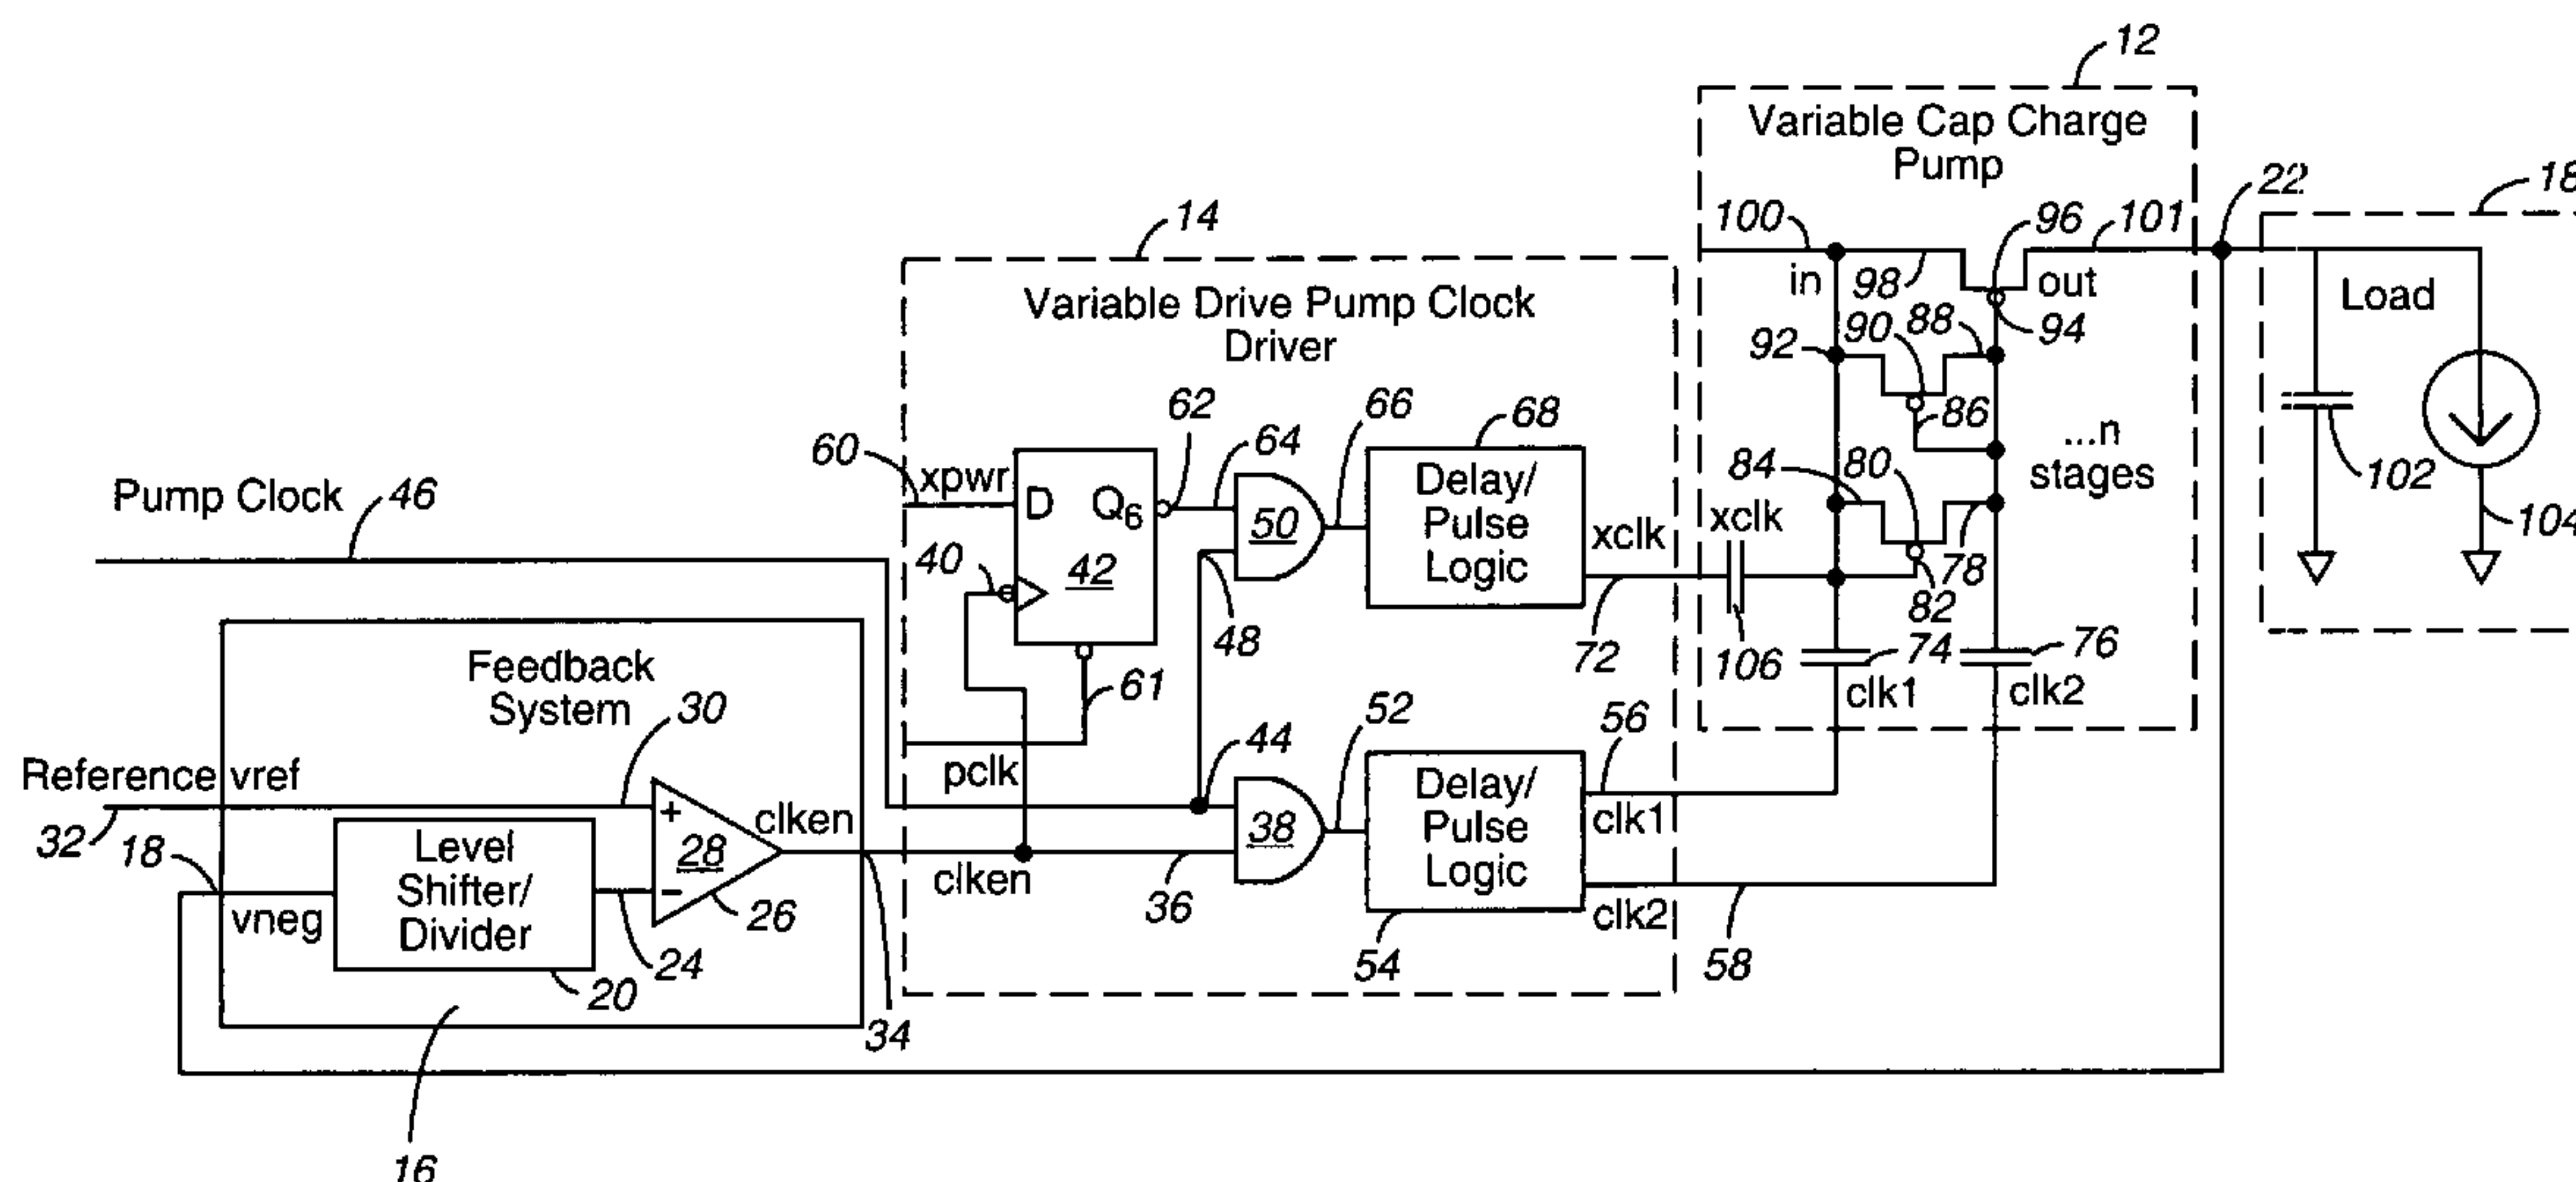 12
Variable Cap Charge
Pump
14
100
96
101
22
18
in
98
out
Load
Variable Drive Pump Clock
Driver
92
90
88
94
60
xpwr
62
64
66
68
86
...n
stages
102
104
Pump Clock
46
D
Q6
50
Delay/
Pulse
Logic
xclk
xclk
84
80
78
82
40
42
48
72
106
74
76
clk1
clk2
Feedback
System
30
61
pclk
44
52
56
Reference
vref
32
18
vneg
Level
Shifter/
Divider
+
28
−
clken
clken
36
38
Delay/
Pulse
Logic
clk1
clk2
26
24
20
54
58
34
16